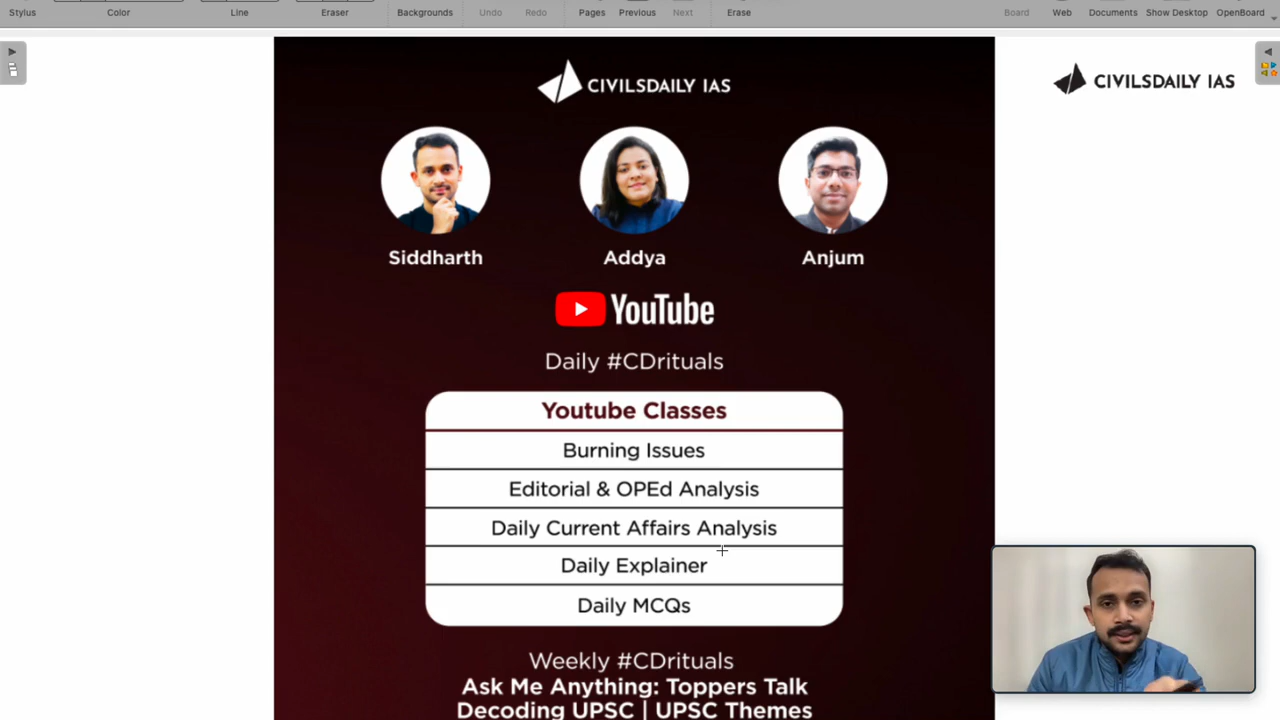 Stylus Color Line Eraser Backgrounds Undo Redo Pages Previous Next Erase Board Web Documents Show Desktop OpenBoard
CIVILSDAILY IAS
CIVILSDAILY IAS
Siddharth Addya Anjum
YouTube
Daily #CDrituals
Youtube Classes
Burning Issues
Editorial & OPEd Analysis
Daily Current Affairs Analysis
Daily Explainer
Daily MCQs
Weekly #CDrituals
Ask Me Anything: Toppers Talk
Decoding UPSC | UPSC Themes